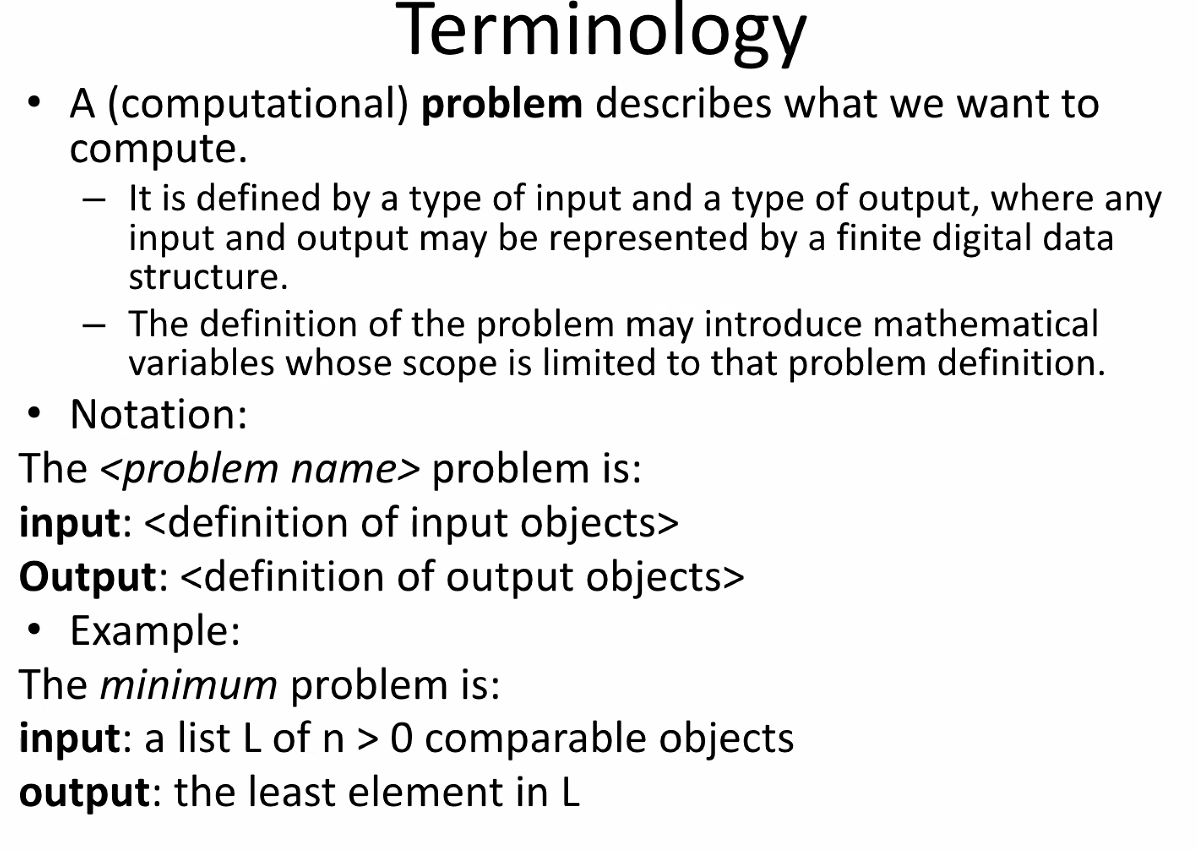 Terminology
• A (computational) problem describes what we want to
compute.
– It is defined by a type of input and a type of output, where any
input and output may be represented by a finite digital data
structure.
– The definition of the problem may introduce mathematical
variables whose scope is limited to that problem definition.
• Notation:
The <problem name> problem is:
input: <definition of input objects>
Output: <definition of output objects>
• Example:
The minimum problem is:
input: a list L of n > 0 comparable objects
output: the least element in L